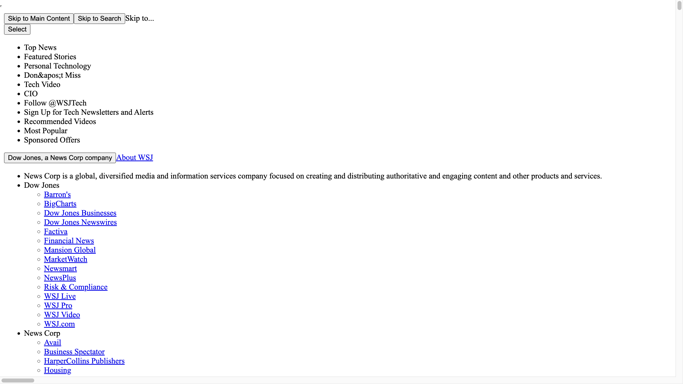 Skip to Main Content Skip to Search Skip to...
Select
Top News
Featured Stories
Personal Technology
Don&apos;t Miss
Tech Video
CIO
Follow @WSJTech
Sign Up for Tech Newsletters and Alerts
Recommended Videos
Most Popular
Sponsored Offers
Dow Jones, a News Corp company About WSJ
News Corp is a global, diversified media and information services company focused on creating and distributing authoritative and engaging content and other products and services.
Dow Jones
Barron's
BigCharts
Dow Jones Businesses
Dow Jones Newswires
Factiva
Financial News
Mansion Global
MarketWatch
Newsmart
NewsPlus
Risk & Compliance
WSJ Live
WSJ Pro
WSJ Video
WSJ.com
News Corp
Avail
Business Spectator
HarperCollins Publishers
Housing